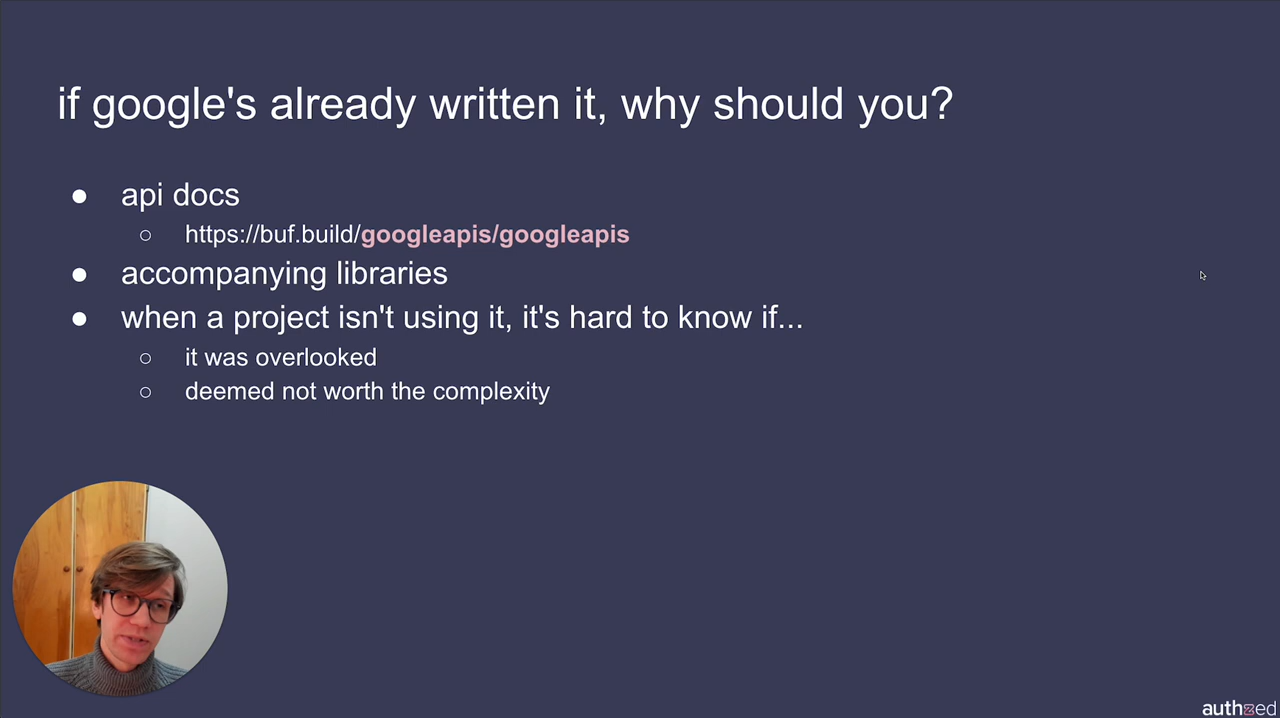 if google's already written it, why should you?
● api docs
○ https://buf.build/googleapis/googleapis
● accompanying libraries
● when a project isn't using it, it's hard to know if...
○ it was overlooked
○ deemed not worth the complexity
authzed